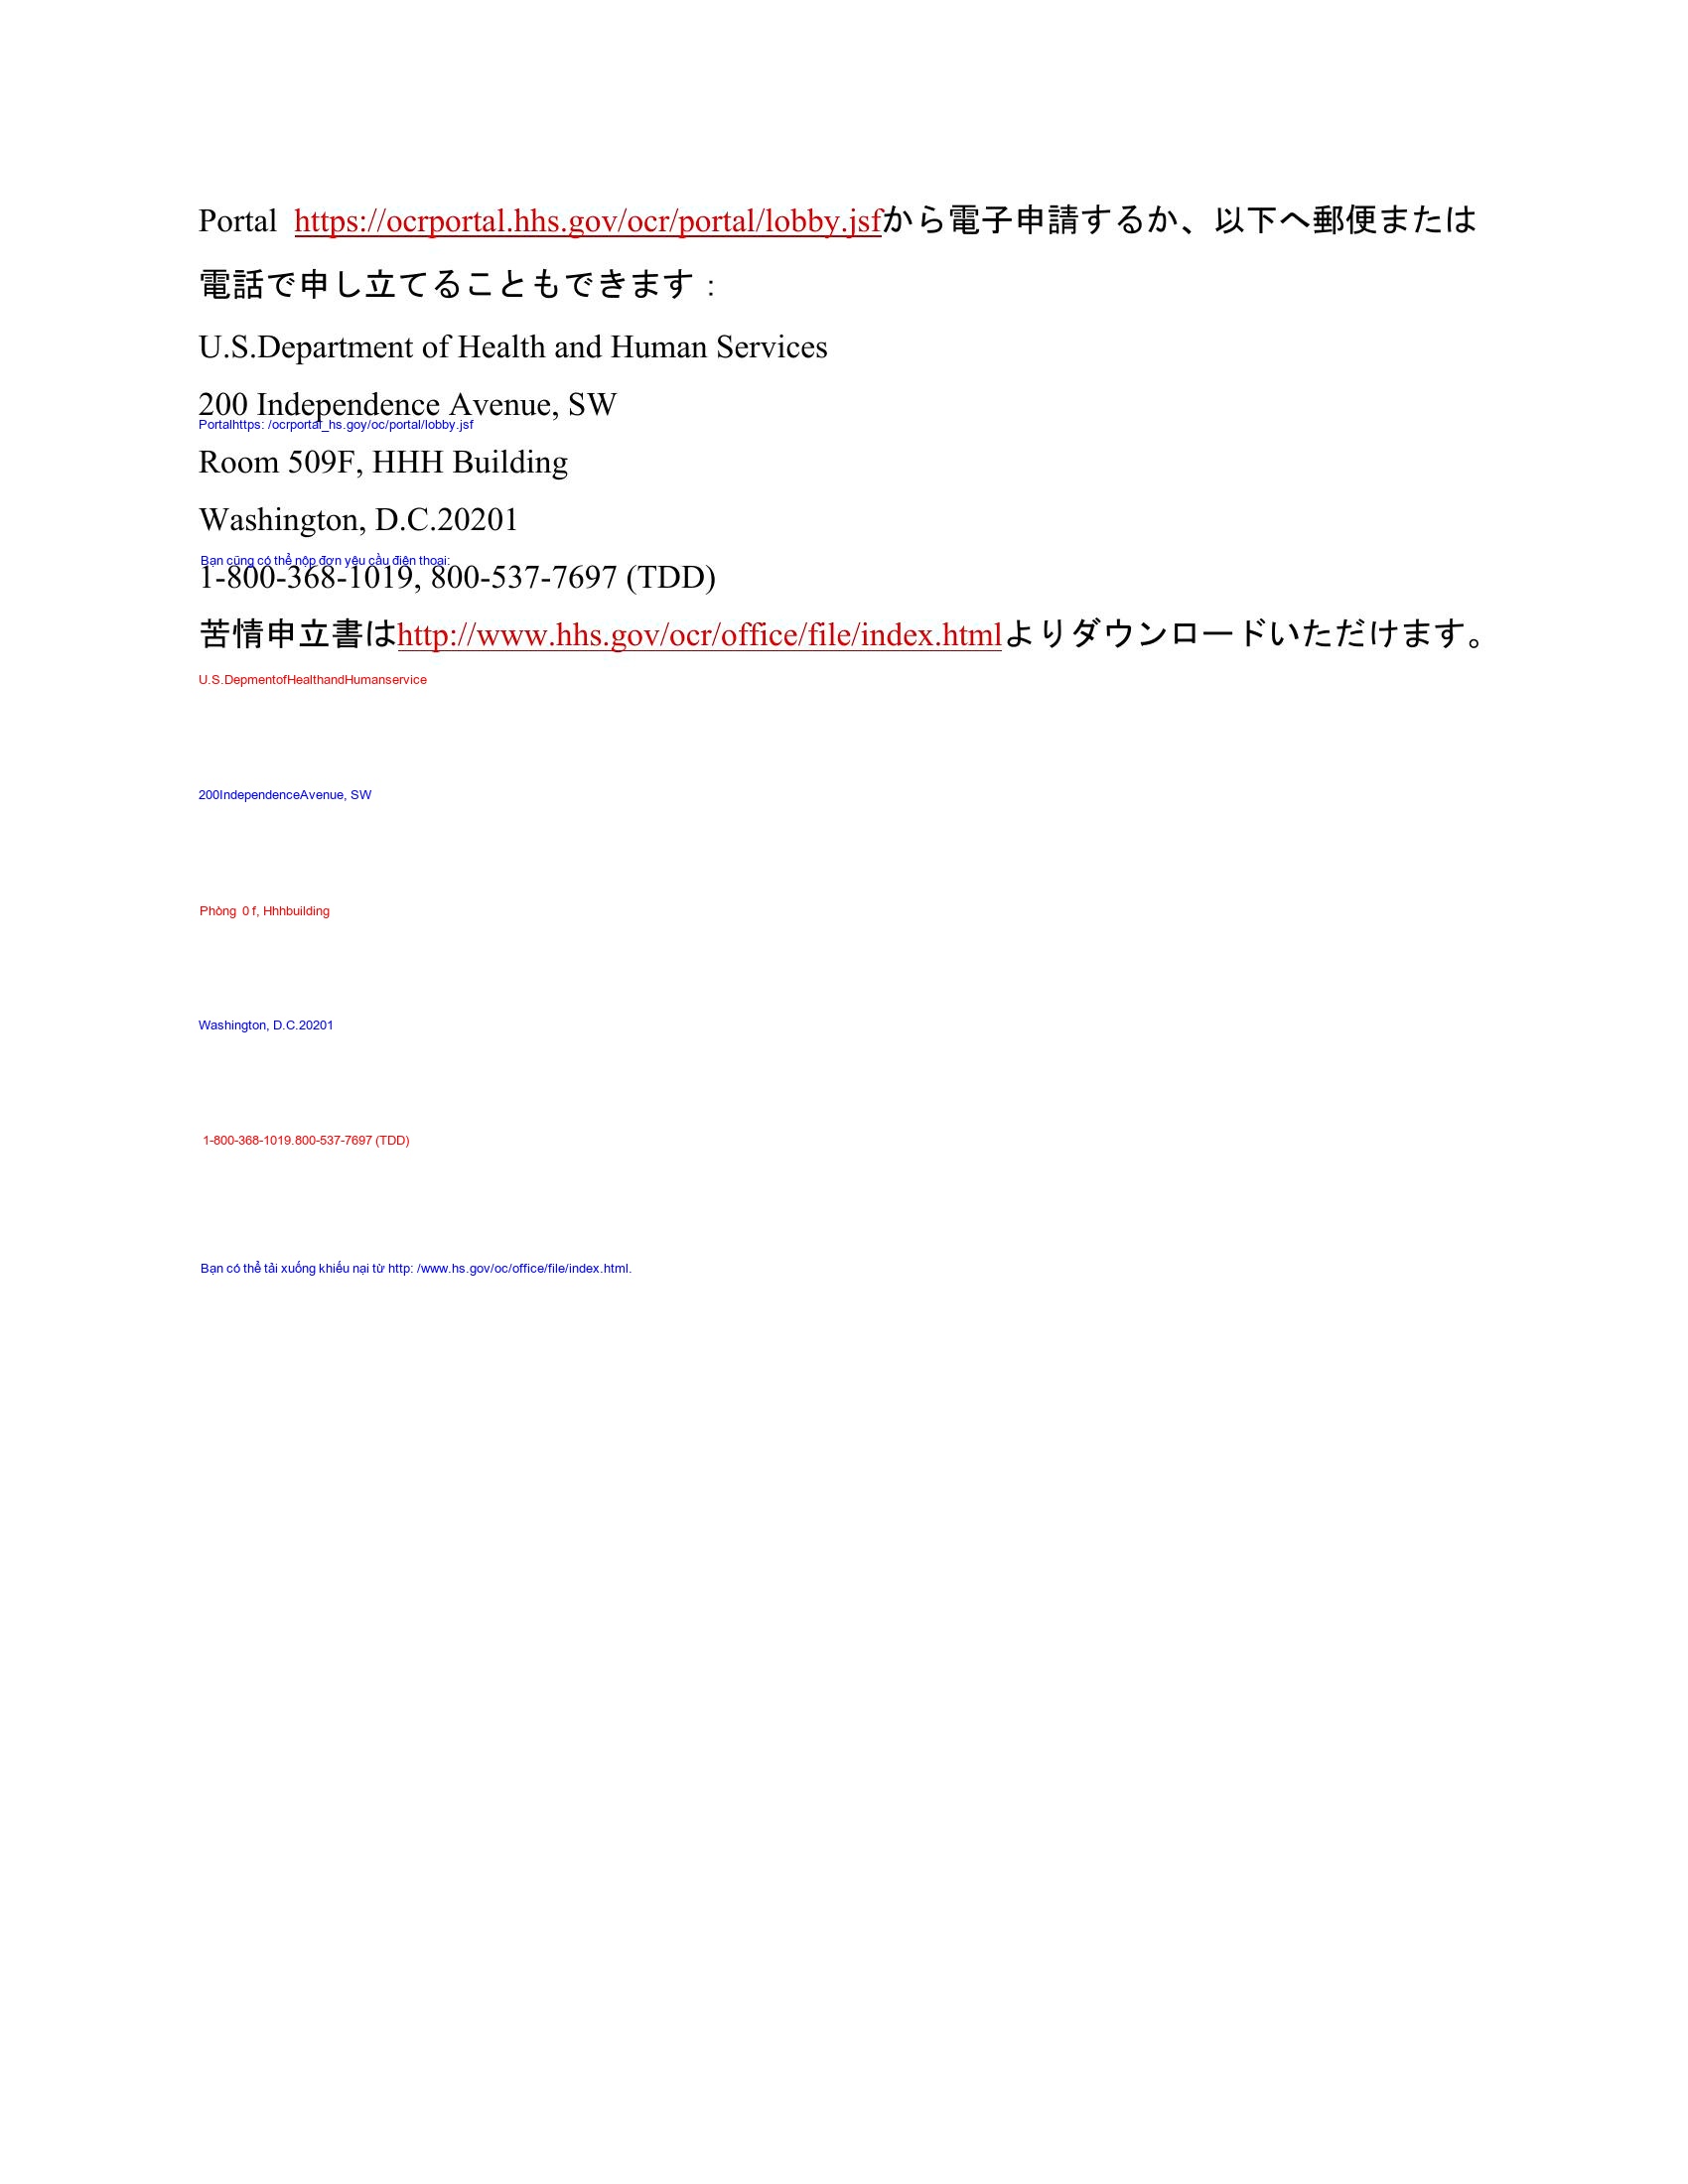 Portal https://ocrportal.hhs.gov/ocr/portal/lobby.jsfから電子申請するか、以下へ郵便または
電話で申し立てることもできます：
U.S.Department of Health and Human Services
200 Independence Avenue, SW
Portalhttps: /ocrportal_hs.goy/oc/portal/lobby.jsf
Room 509F, HHH Building
Washington, D.C.20201
Bạn cũng có thể nộp đơn yêu cầu điện thoại:
1-800-368-1019, 800-537-7697 (TDD)
苦情申立書はhttp://www.hhs.gov/ocr/office/file/index.htmlよりダウンロードいただけます。
U.S.DepmentofHealthandHumanservice
200IndependenceAvenue, SW
Phòng 0 f, Hhhbuilding
Washington, D.C.20201
1-800-368-1019.800-537-7697 (TDD)
Bạn có thể tải xuống khiếu nại từ http: /www.hs.gov/oc/office/file/index.html.